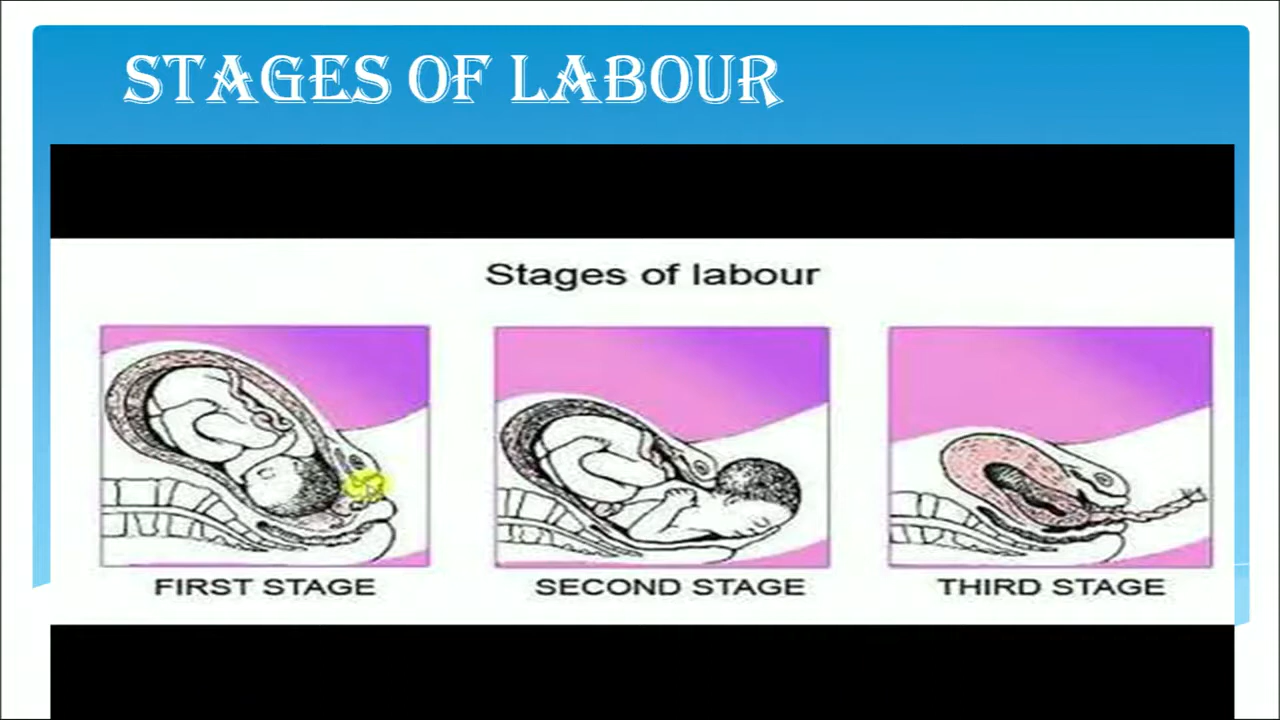 STAGES OF LABOUR
Stages of labour
FIRST STAGE
SECOND STAGE
THIRD STAGE